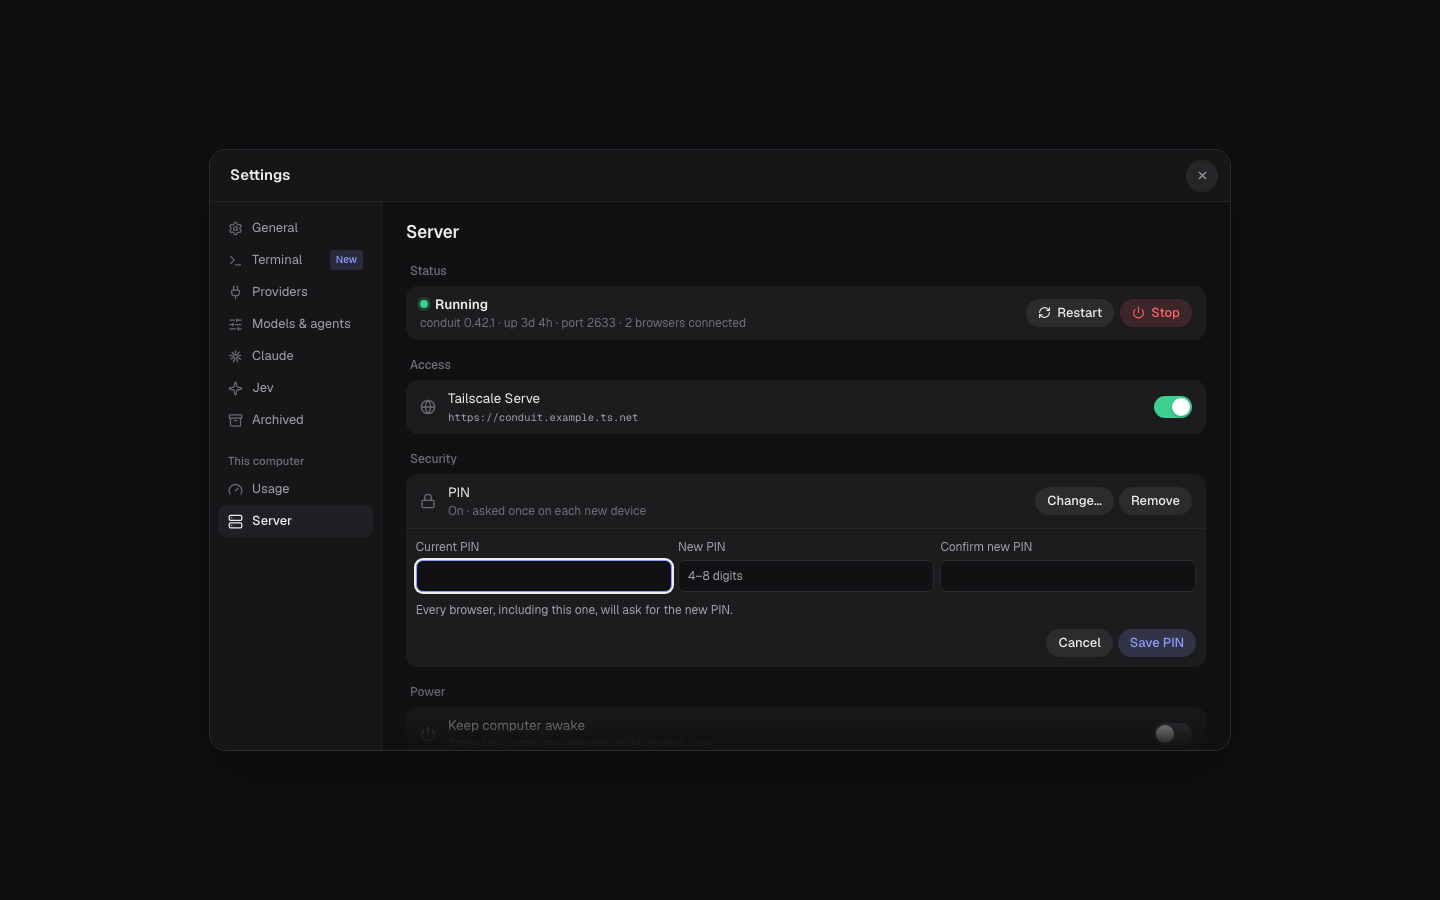 Settings
General
Terminal New
Providers
Models & agents
Claude
Jev
Archived
This computer
Usage
Server
Server
Status
Running
conduit 0.42.1 · up 3d 4h · port 2633 · 2 browsers connected
Restart
Stop
Access
Tailscale Serve
https://conduit.example.ts.net
Security
PIN
On · asked once on each new device
Change...
Remove
Current PIN
New PIN
Confirm new PIN
4–8 digits
Every browser, including this one, will ask for the new PIN.
Cancel
Save PIN
Power
Keep computer awake